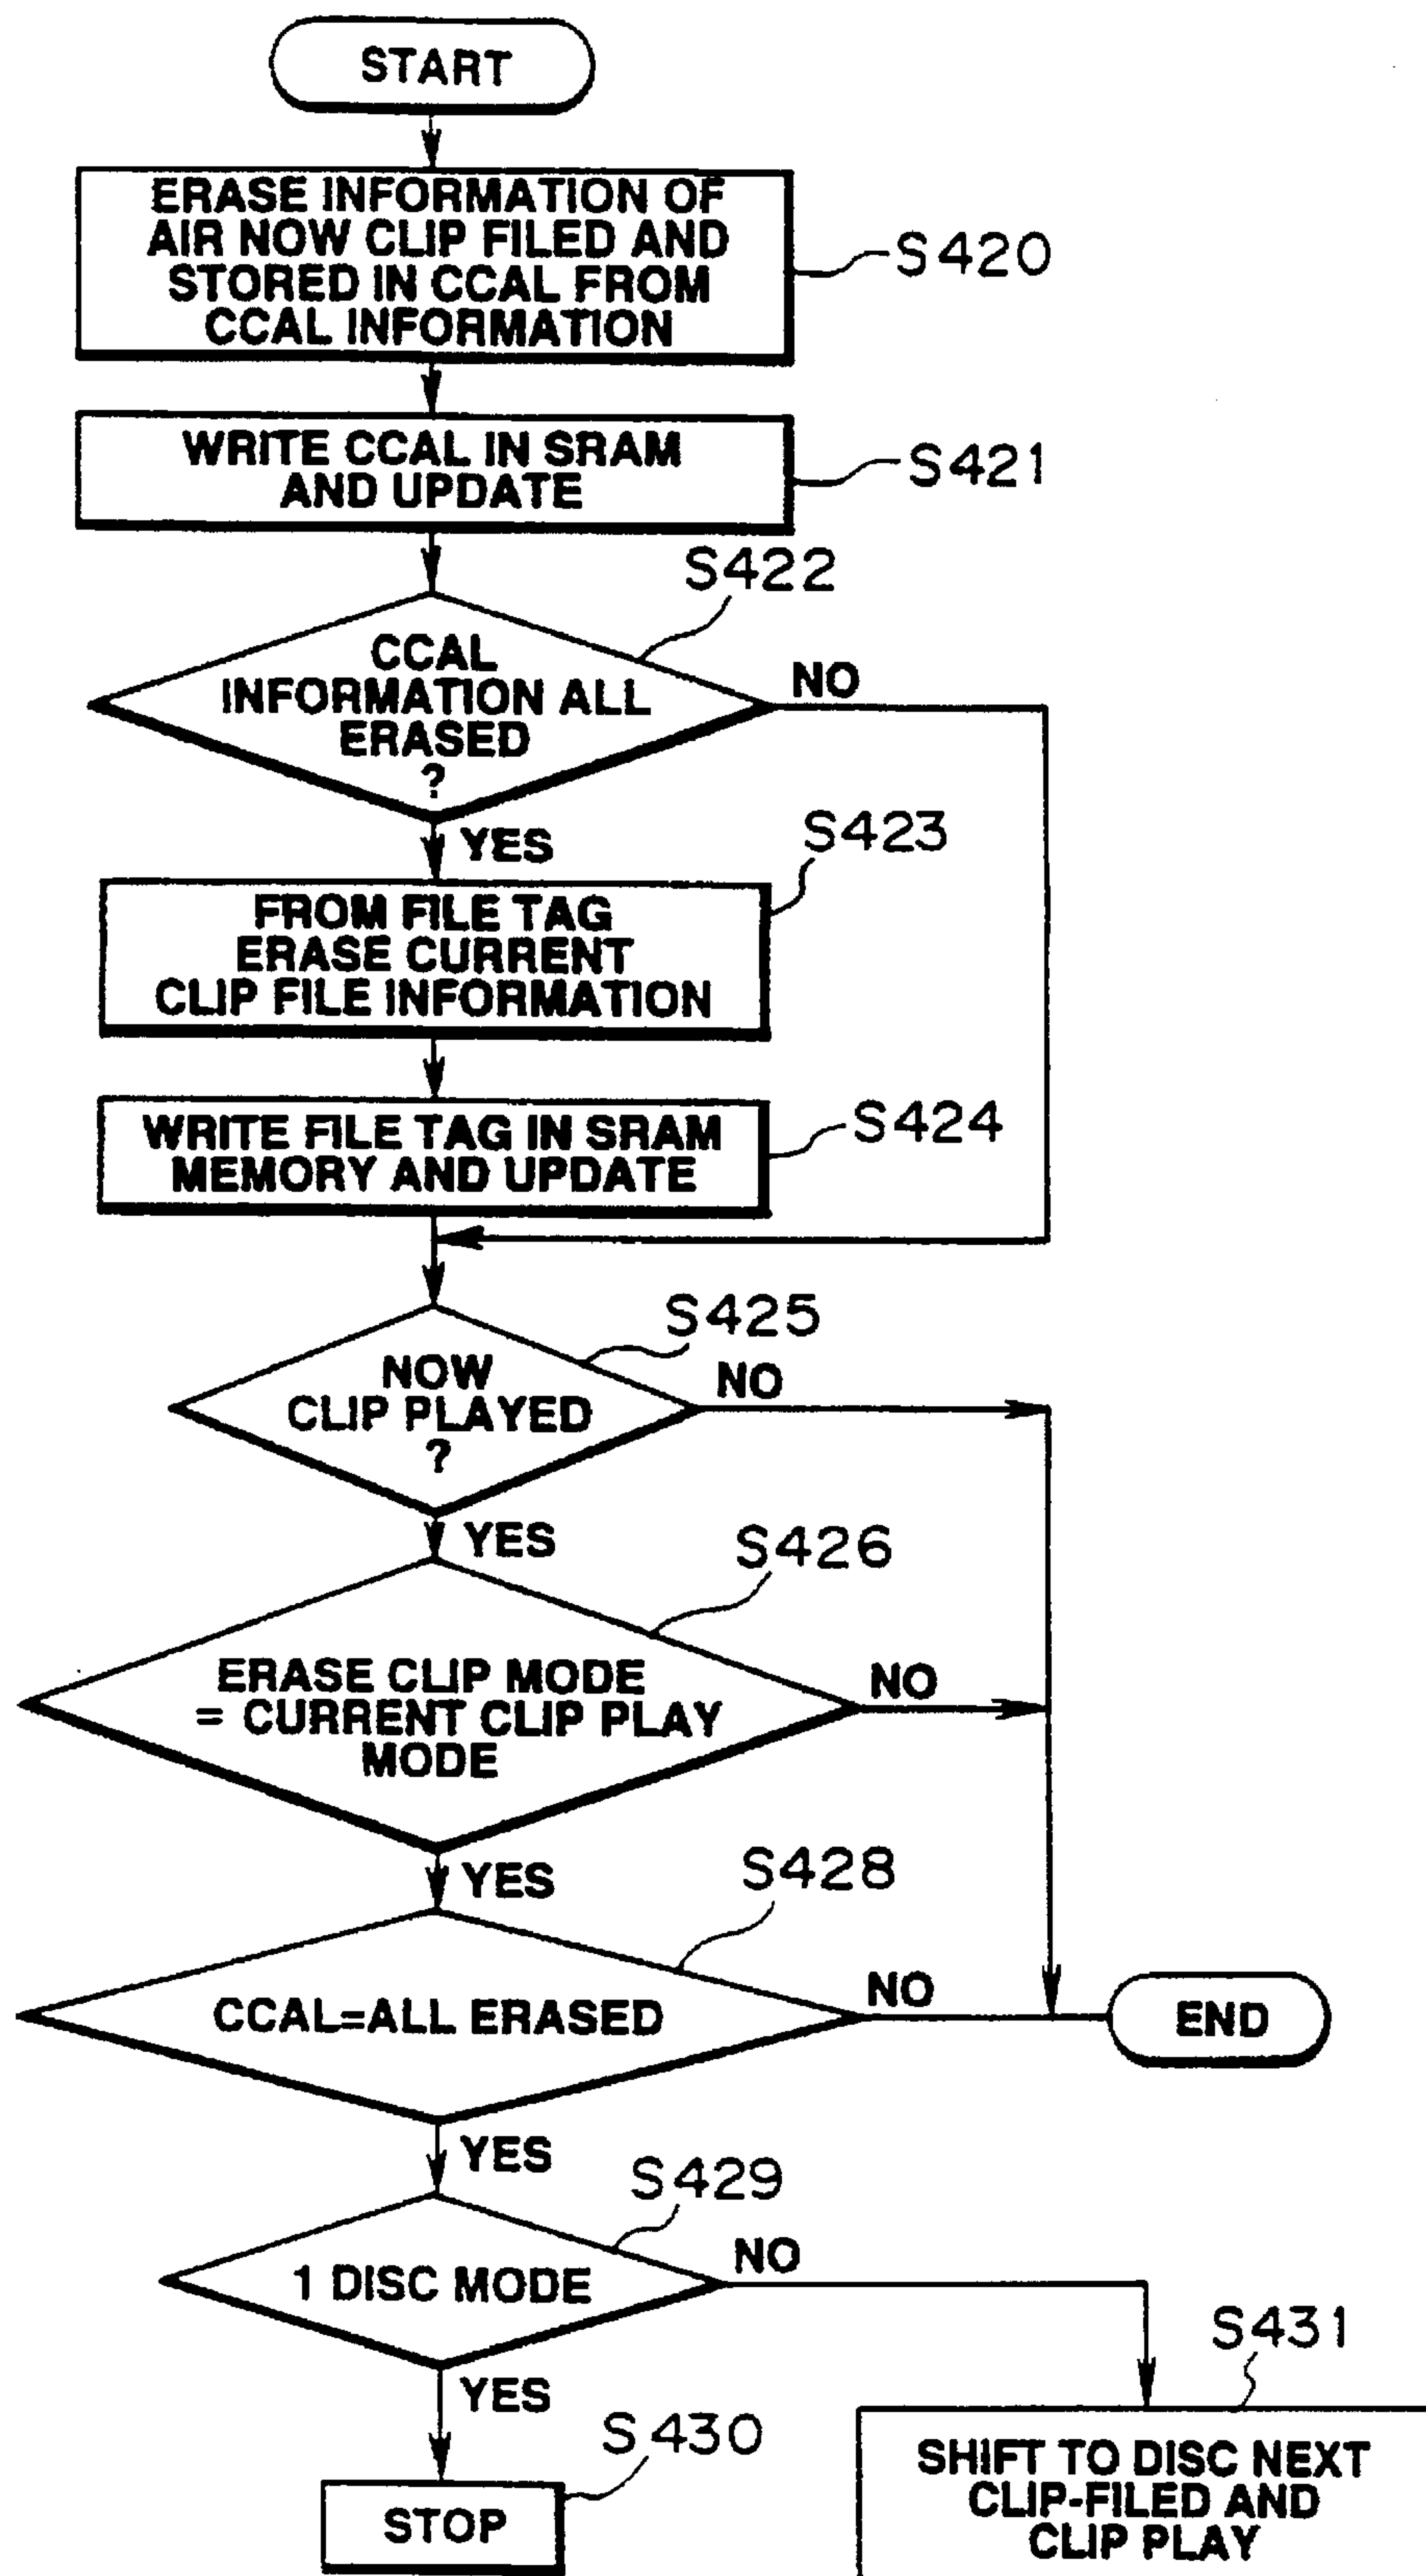 START
ERASE INFORMATION OF
AIR NOW CLIP FILED AND
STORED IN CCAL FROM
CCAL INFORMATION
S420
WRITE CCAL IN SRAM
AND UPDATE
S421
S422
CCAL
INFORMATION ALL
ERASED
?
NO
YES
S423
FROM FILE TAG
ERASE CURRENT
CLIP FILE INFORMATION
WRITE FILE TAG IN SRAM
MEMORY AND UPDATE
S424
S425
NOW
CLIP PLAYED
?
NO
YES
S426
ERASE CLIP MODE
= CURRENT CLIP PLAY
MODE
NO
YES
S428
CCAL=ALL ERASED
NO
END
YES
S429
1 DISC MODE
NO
YES
S430
STOP
S431
SHIFT TO DISC NEXT
CLIP-FILED AND
CLIP PLAY